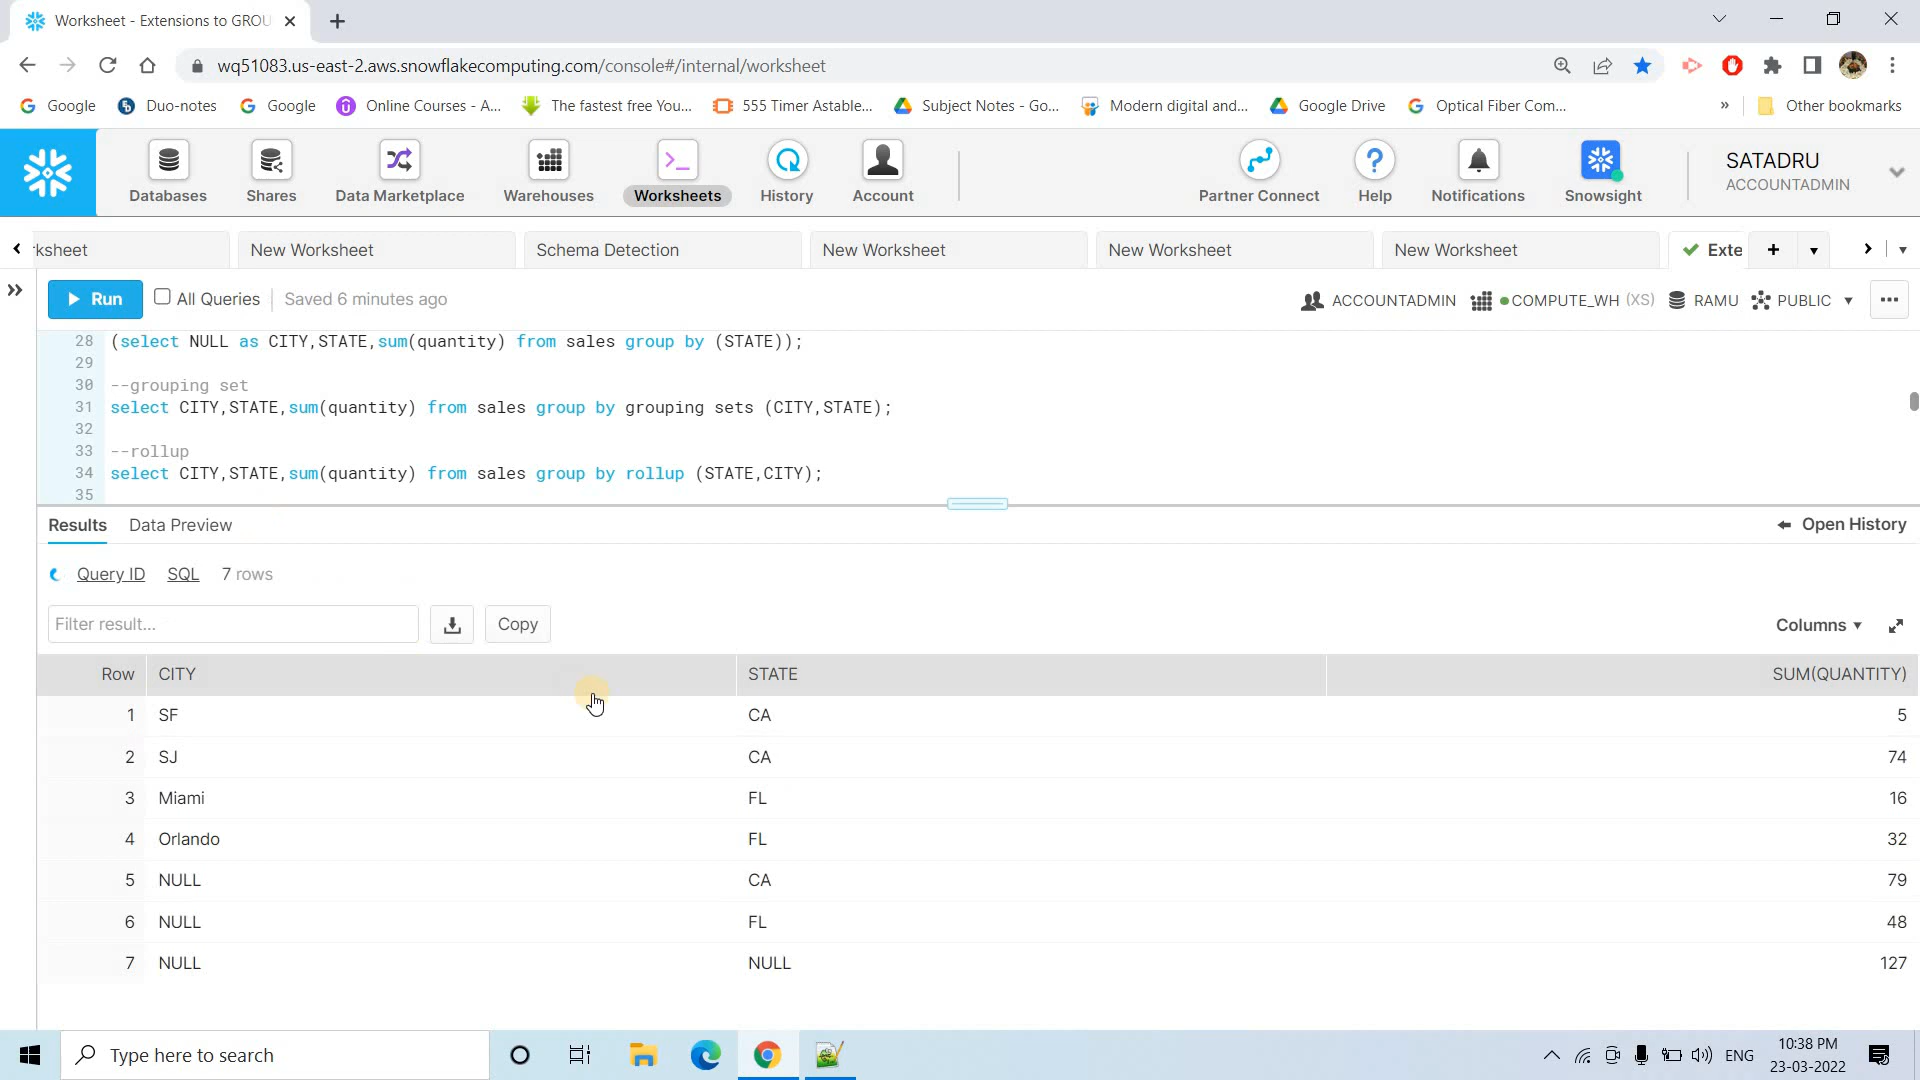 Worksheet - Extensions to GROU
wq51083.us-east-2.aws.snowflakecomputing.com/console#/internal/worksheet
Google
Duo-notes
Google
Online Courses - A...
The fastest free You...
555 Timer Astable...
Subject Notes - Go...
Modern digital and...
Google Drive
Optical Fiber Com...
»
Other bookmarks
Databases
Shares
Data Marketplace
Warehouses
Worksheets
History
Account
Partner Connect
Help
Notifications
Snowsight
SATADRU
ACCOUNTADMIN
rksheet
New Worksheet
Schema Detection
New Worksheet
New Worksheet
New Worksheet
Exte
Run
All Queries
Saved 6 minutes ago
ACCOUNTADMIN
COMPUTE_WH (XS)
RAMU
PUBLIC
28 (select NULL as CITY,STATE,sum(quantity) from sales group by (STATE));
29
30 --grouping set
31 select CITY,STATE,sum(quantity) from sales group by grouping sets (CITY,STATE);
32
33 --rollup
34 select CITY,STATE,sum(quantity) from sales group by rollup (STATE,CITY);
35
Results
Data Preview
Open History
Query ID
SQL
7 rows
Filter result...
Copy
Columns
Row CITY STATE SUM(QUANTITY)
1 SF CA 5
2 SJ CA 74
3 Miami FL 16
4 Orlando FL 32
5 NULL CA 79
6 NULL FL 48
7 NULL NULL 127
Type here to search
ENG
10:38 PM
23-03-2022